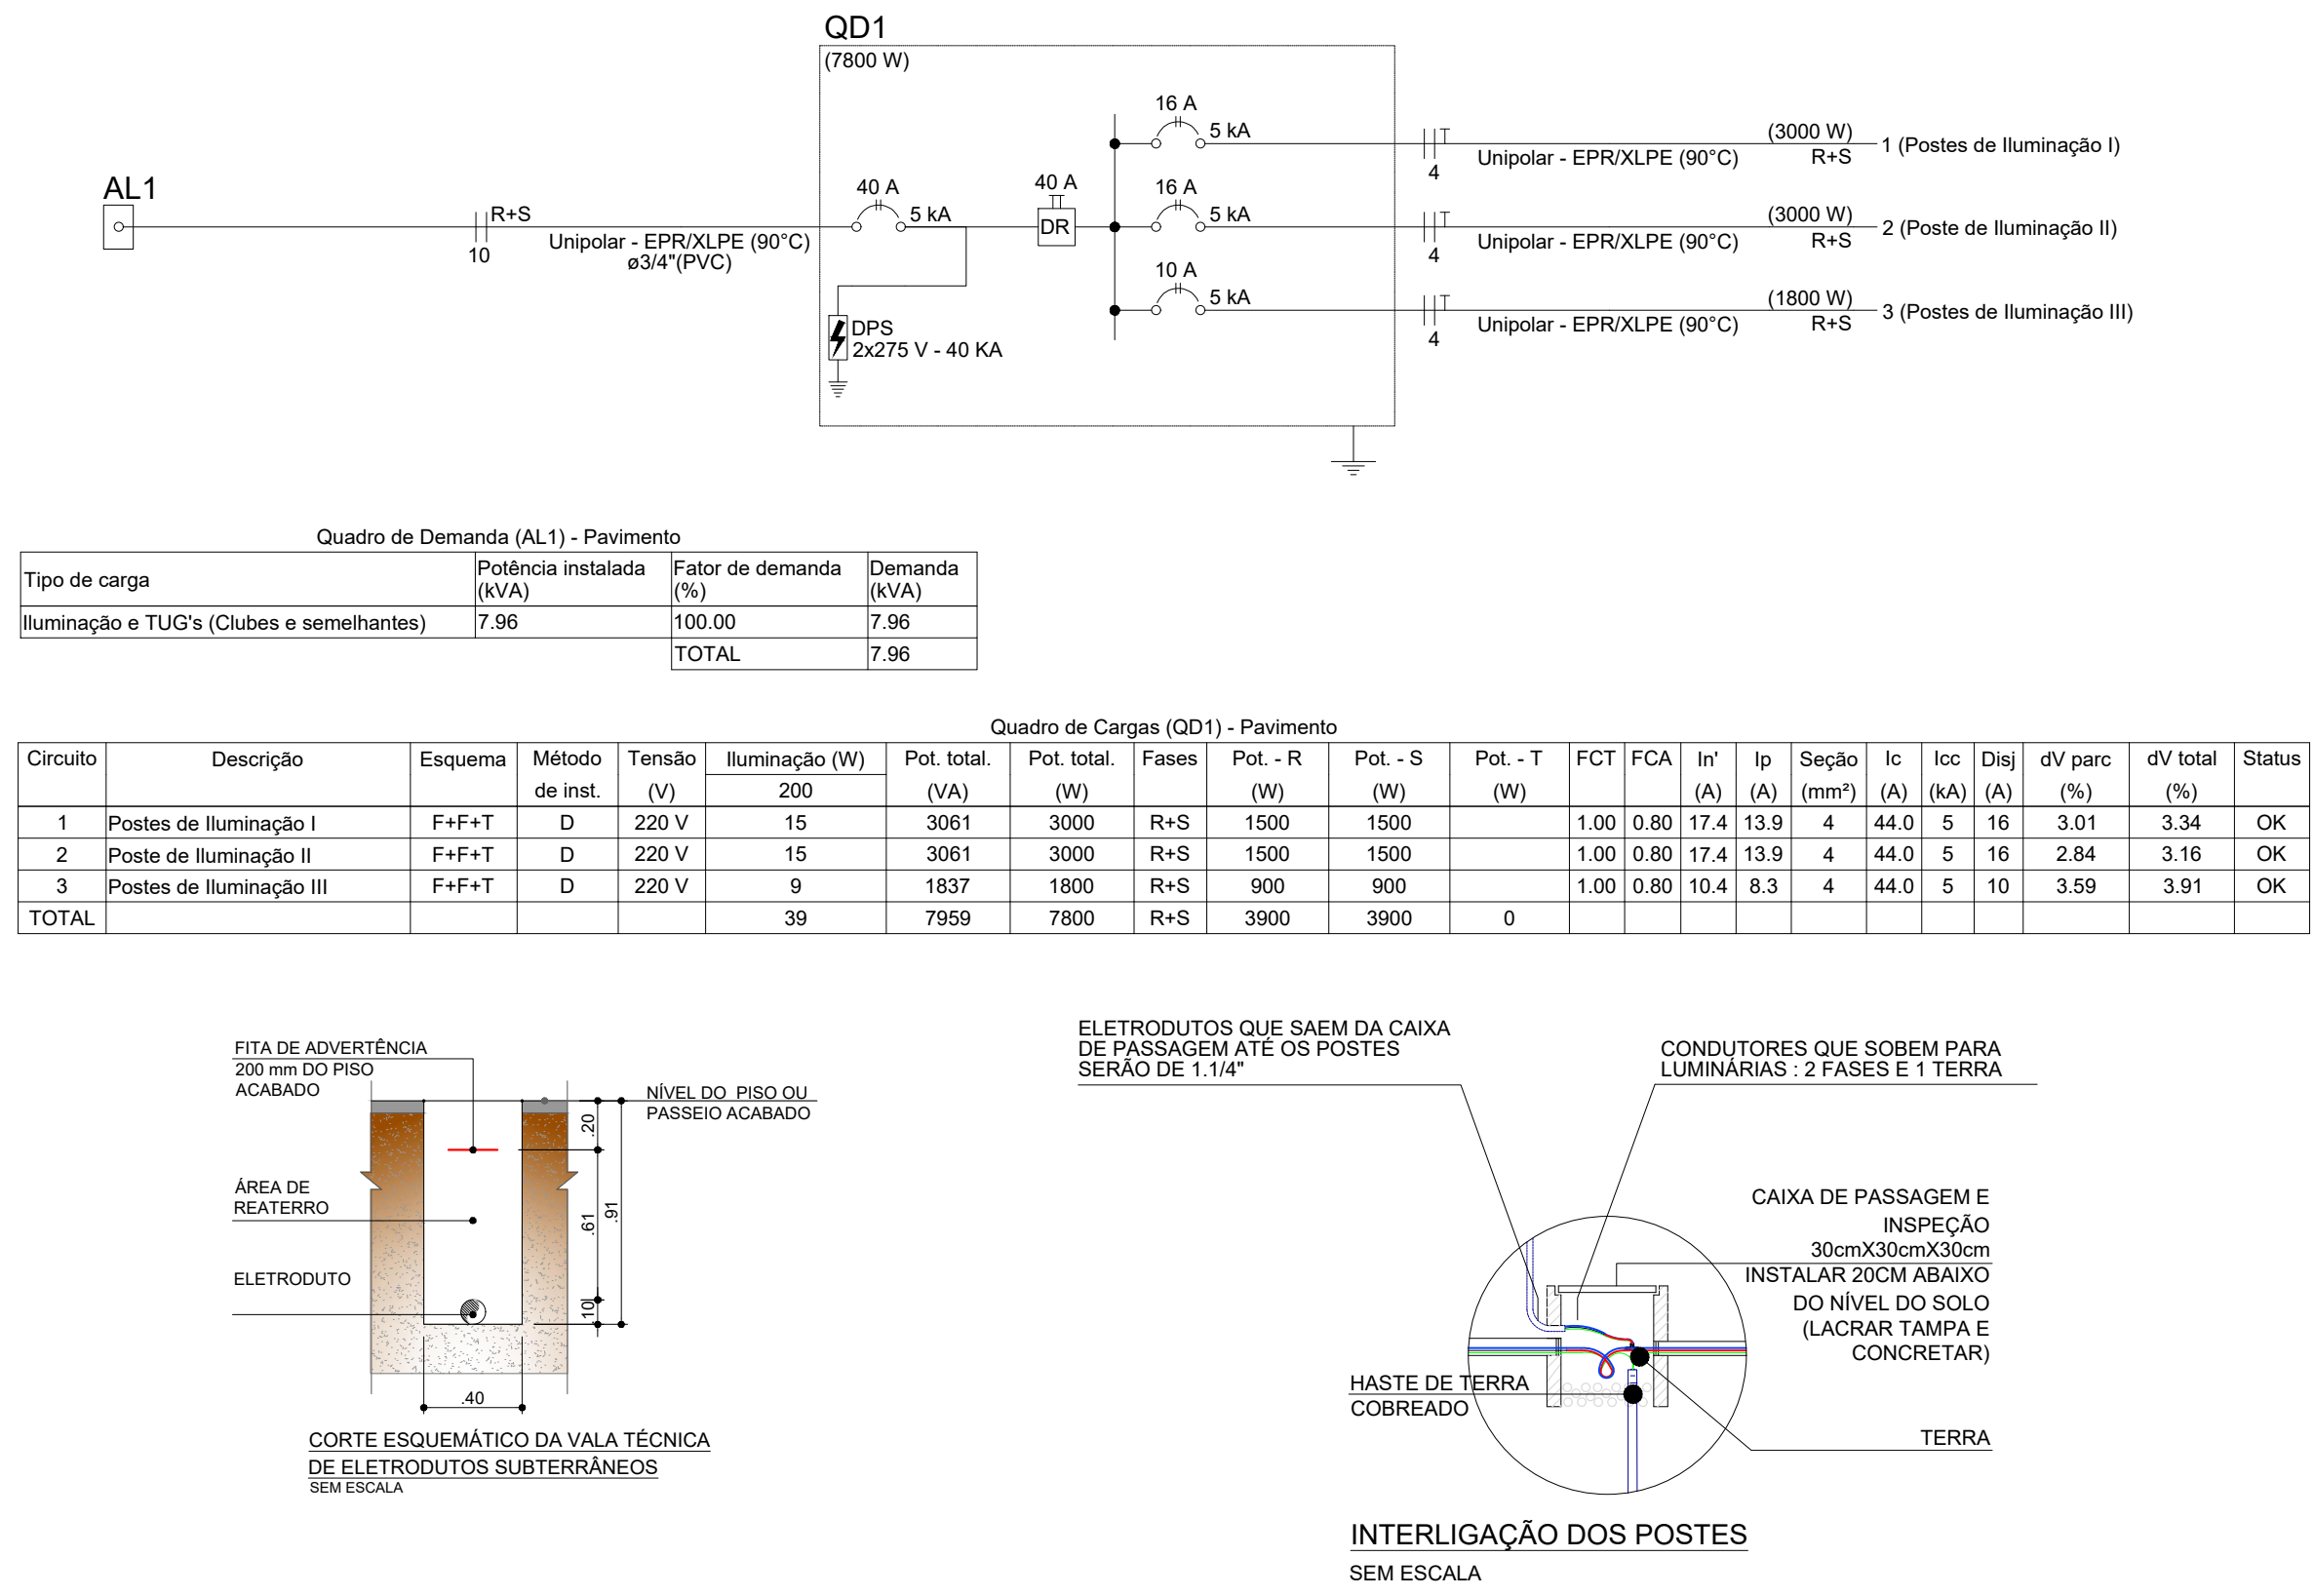 QD1
(7800 W)
16 A
5 kA
(3000 W)
1 (Postes de Iluminação I)
Unipolar - EPR/XLPE (90°C)
R+S
4
AL1
R+S
10
Unipolar - EPR/XLPE (90°C)
ø3/4"(PVC)
40 A
5 kA
40 A
DR
16 A
5 kA
(3000 W)
2 (Poste de Iluminação II)
Unipolar - EPR/XLPE (90°C)
R+S
4
10 A
5 kA
(1800 W)
3 (Postes de Iluminação III)
Unipolar - EPR/XLPE (90°C)
R+S
4
DPS
2x275 V - 40 KA
Quadro de Demanda (AL1) - Pavimento
Tipo de carga Potência instalada (kVA) Fator de demanda (%) Demanda (kVA)
Iluminação e TUG's (Clubes e semelhantes) 7.96 100.00 7.96
TOTAL 7.96
Quadro de Cargas (QD1) - Pavimento
Circuito Descrição Esquema Método Tensão Iluminação (W) Pot. total. Pot. total. Fases Pot. - R Pot. - S Pot. - T FCT FCA In' Ip Seção Ic Icc Disj dV parc dV total Status
de inst. (V) 200 (VA) (W) (W) (W) (W) (A) (A) (mm²) (A) (kA) (A) (%) (%)
1 Postes de Iluminação I F+F+T D 220 V 15 3061 3000 R+S 1500 1500 1.00 0.80 17.4 13.9 4 44.0 5 16 3.01 3.34 OK
2 Poste de Iluminação II F+F+T D 220 V 15 3061 3000 R+S 1500 1500 1.00 0.80 17.4 13.9 4 44.0 5 16 2.84 3.16 OK
3 Postes de Iluminação III F+F+T D 220 V 9 1837 1800 R+S 900 900 1.00 0.80 10.4 8.3 4 44.0 5 10 3.59 3.91 OK
TOTAL 39 7959 7800 R+S 3900 3900 0
FITA DE ADVERTÊNCIA
200 mm DO PISO
ACABADO
NÍVEL DO PISO OU
PASSEIO ACABADO
.20
ÁREA DE
REATERRO
.61
.91
ELETRODUTO
.10
.40
CORTE ESQUEMÁTICO DA VALA TÉCNICA
DE ELETRODUTOS SUBTERRÂNEOS
SEM ESCALA
ELETRODUTOS QUE SAEM DA CAIXA
DE PASSAGEM ATÉ OS POSTES
SERÃO DE 1.1/4"
CONDUTORES QUE SOBEM PARA
LUMINÁRIAS : 2 FASES E 1 TERRA
CAIXA DE PASSAGEM E
INSPEÇÃO
30cmX30cmX30cm
INSTALAR 20CM ABAIXO
DO NÍVEL DO SOLO
(LACRAR TAMPA E
CONCRETAR)
HASTE DE TERRA
COBREADO
TERRA
INTERLIGAÇÃO DOS POSTES
SEM ESCALA